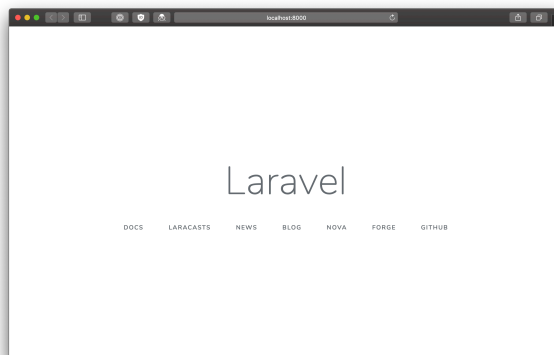 localhost:8000
Laravel
DOCS LARACASTS NEWS BLOG NOVA FORGE GITHUB